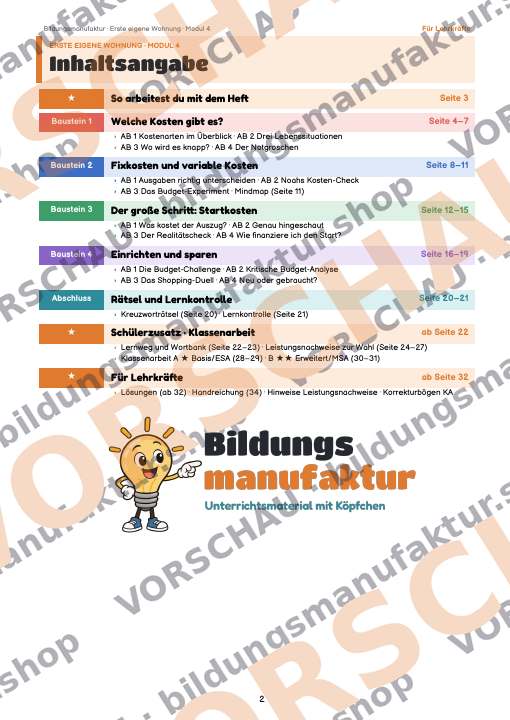 Bildungsmanufaktur · Erste eigene Wohnung · Modul 4
Für Lehrkräfte
ERSTE EIGENE WOHNUNG · MODUL 4
Inhaltsangabe
★ So arbeitest du mit dem Heft Seite 3
Baustein 1 Welche Kosten gibt es? Seite 4–7
· AB 1 Kostenarten im Überblick · AB 2 Drei Lebenssituationen
· AB 3 Wo wird es knapp? · AB 4 Der Notgroschen
Baustein 2 Fixkosten und variable Kosten Seite 8–11
· AB 1 Ausgaben richtig unterscheiden · AB 2 Noahs Kosten-Check
· AB 3 Das Budget-Experiment · Mindmap (Seite 11)
Baustein 3 Der große Schritt: Startkosten Seite 12–15
· AB 1 Was kostet der Auszug? · AB 2 Genau hingeschaut
· AB 3 Der Realitätscheck · AB 4 Wie finanziere ich den Start?
Baustein 4 Einrichten und sparen Seite 16–19
· AB 1 Die Budget-Challenge · AB 2 Kritische Budget-Analyse
· AB 3 Das Shopping-Duell · AB 4 Neu oder gebraucht?
Abschluss Rätsel und Lernkontrolle Seite 20–21
· Kreuzworträtsel (Seite 20) · Lernkontrolle (Seite 21)
★ Schülerzusatz · Klassenarbeit ab Seite 22
· Lernweg und Wortbank (Seite 22–23) · Leistungsnachweise zur Wahl (Seite 24–27)
· Klassenarbeit A ★ Basis/ESA (28–29) · B ★★ Erweitert/MSA (30–31)
★ Für Lehrkräfte ab Seite 32
· Lösungen (ab 32) · Handreichung (34) · Hinweise Leistungsnachweise · Korrekturbögen KA
Bildungs
manufaktur
Unterrichtsmaterial mit Köpfchen
VORSCHAU · bildungsmanufaktur.shop
2